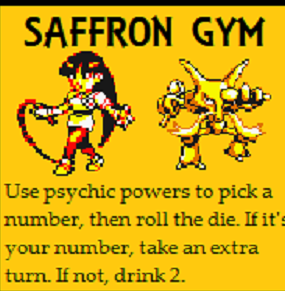 SAFFRON GYM
Use psychic powers to pick a
number, then roll the die. If it's
your number, take an extra
turn. If not, drink 2.